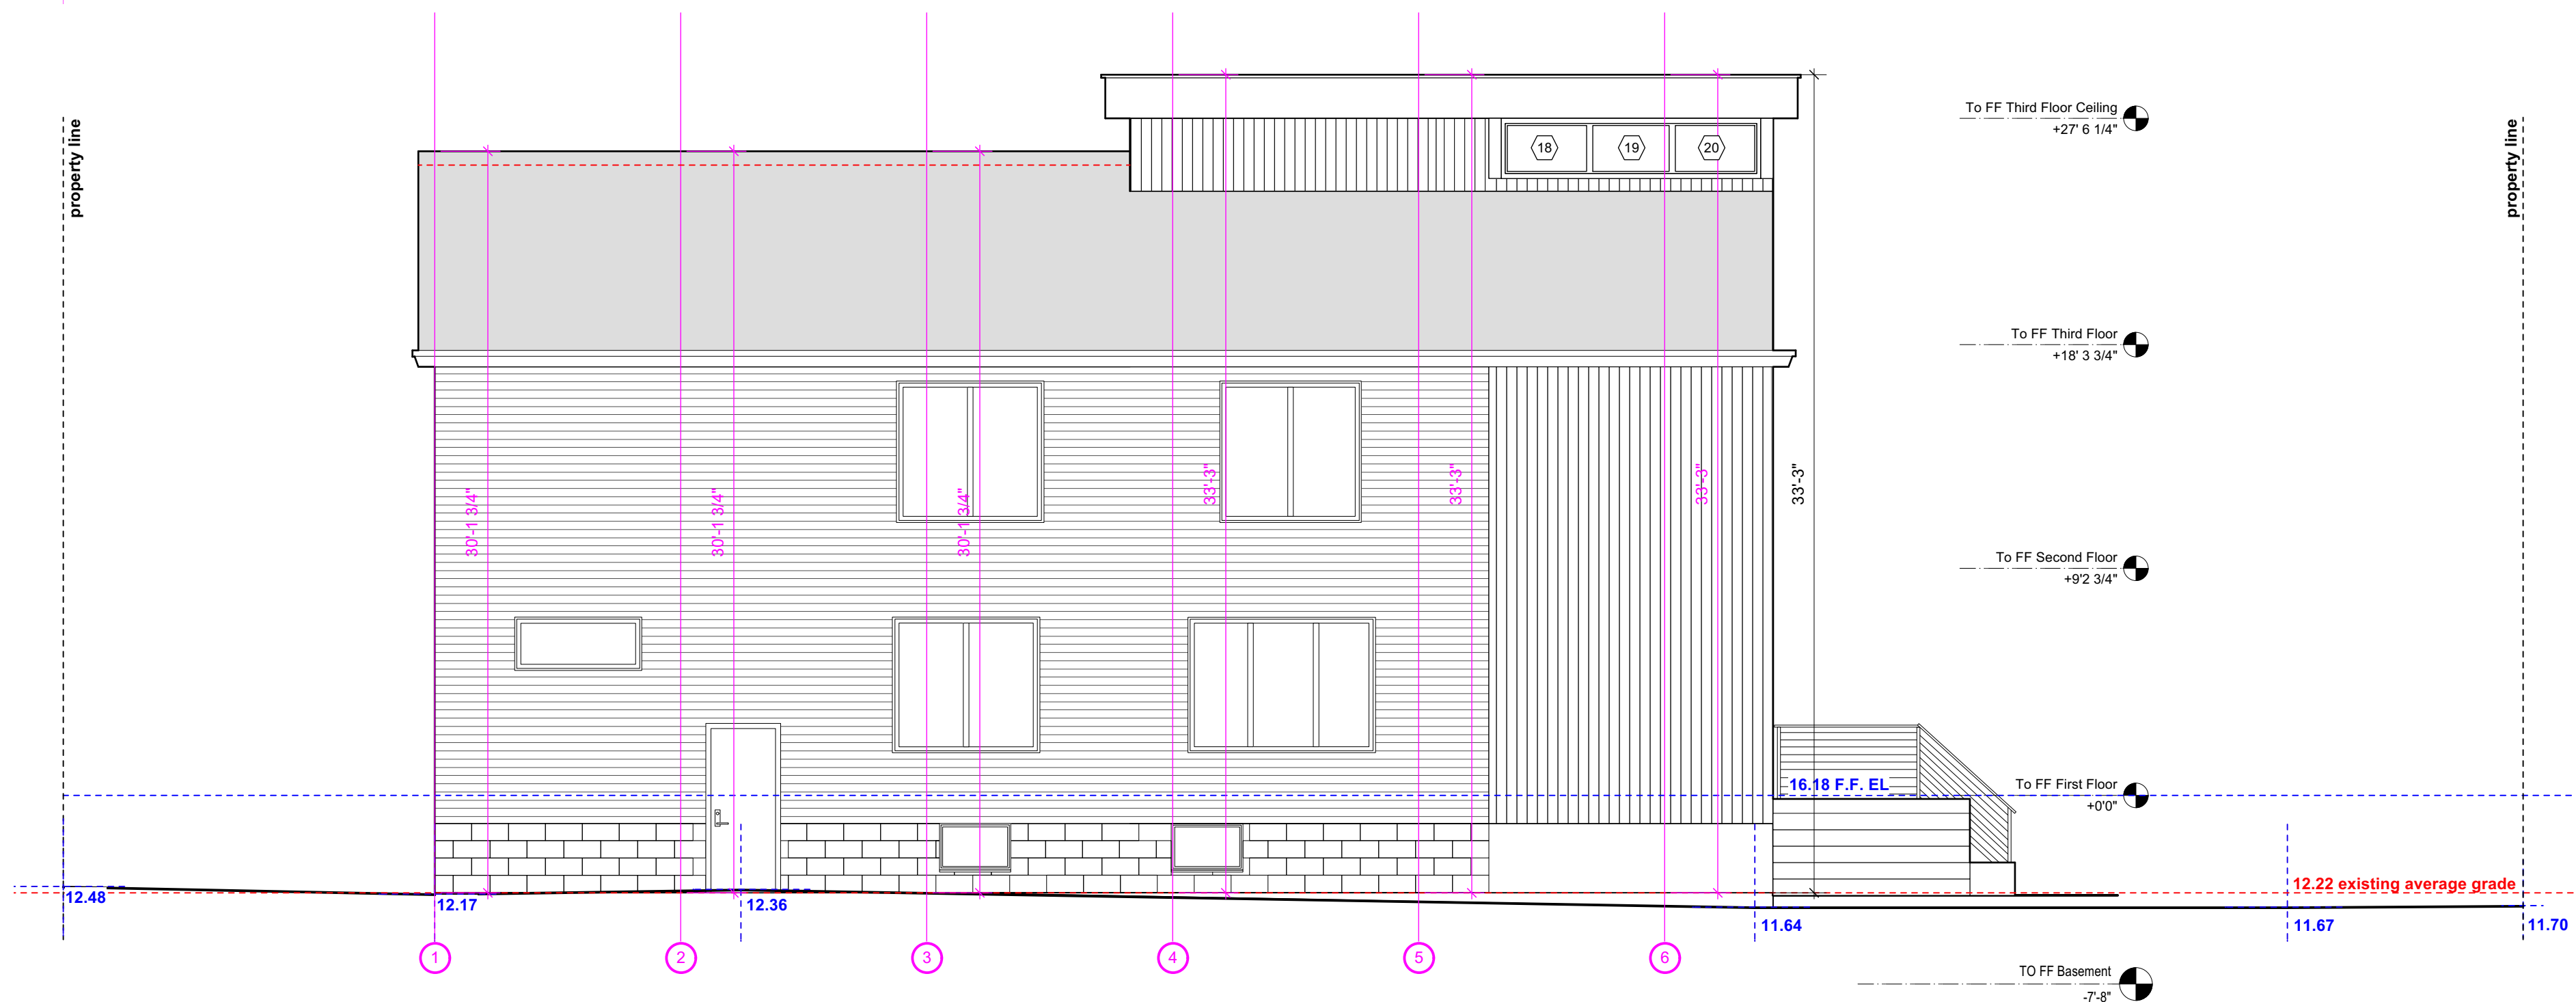 property line
property line
To FF Third Floor Ceiling
+27' 6 1/4"
18
19
20
To FF Third Floor
+18' 3 3/4"
30'-1 3/4"
30'-1 3/4"
30'-1 3/4"
33'-3"
33'-3"
33'-3"
33'-3"
To FF Second Floor
+9'2 3/4"
16.18 F.F. EL
To FF First Floor
+0'0"
12.22 existing average grade
12.48
12.17
12.36
11.64
11.67
11.70
1
2
3
4
5
6
TO FF Basement
-7'-8"